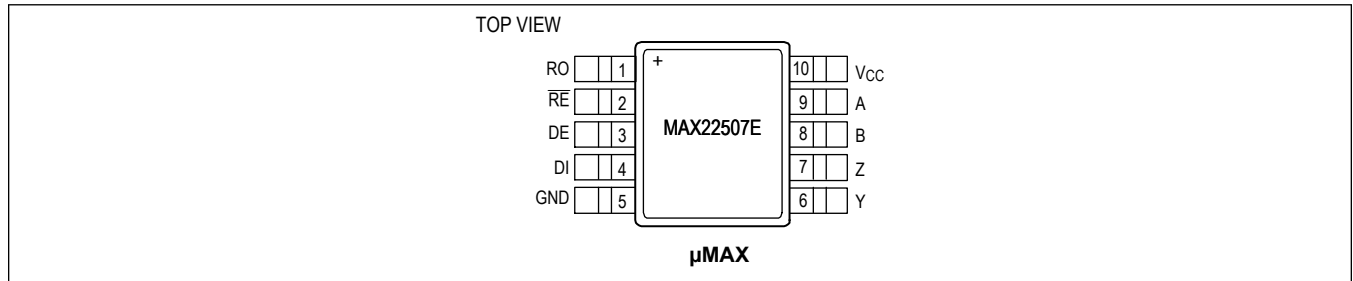 TOP VIEW
RO 1 + 10 VCC
RE 2 9 A
DE 3 MAX22507E 8 B
DI 4 7 Z
GND 5 6 Y
µMAX